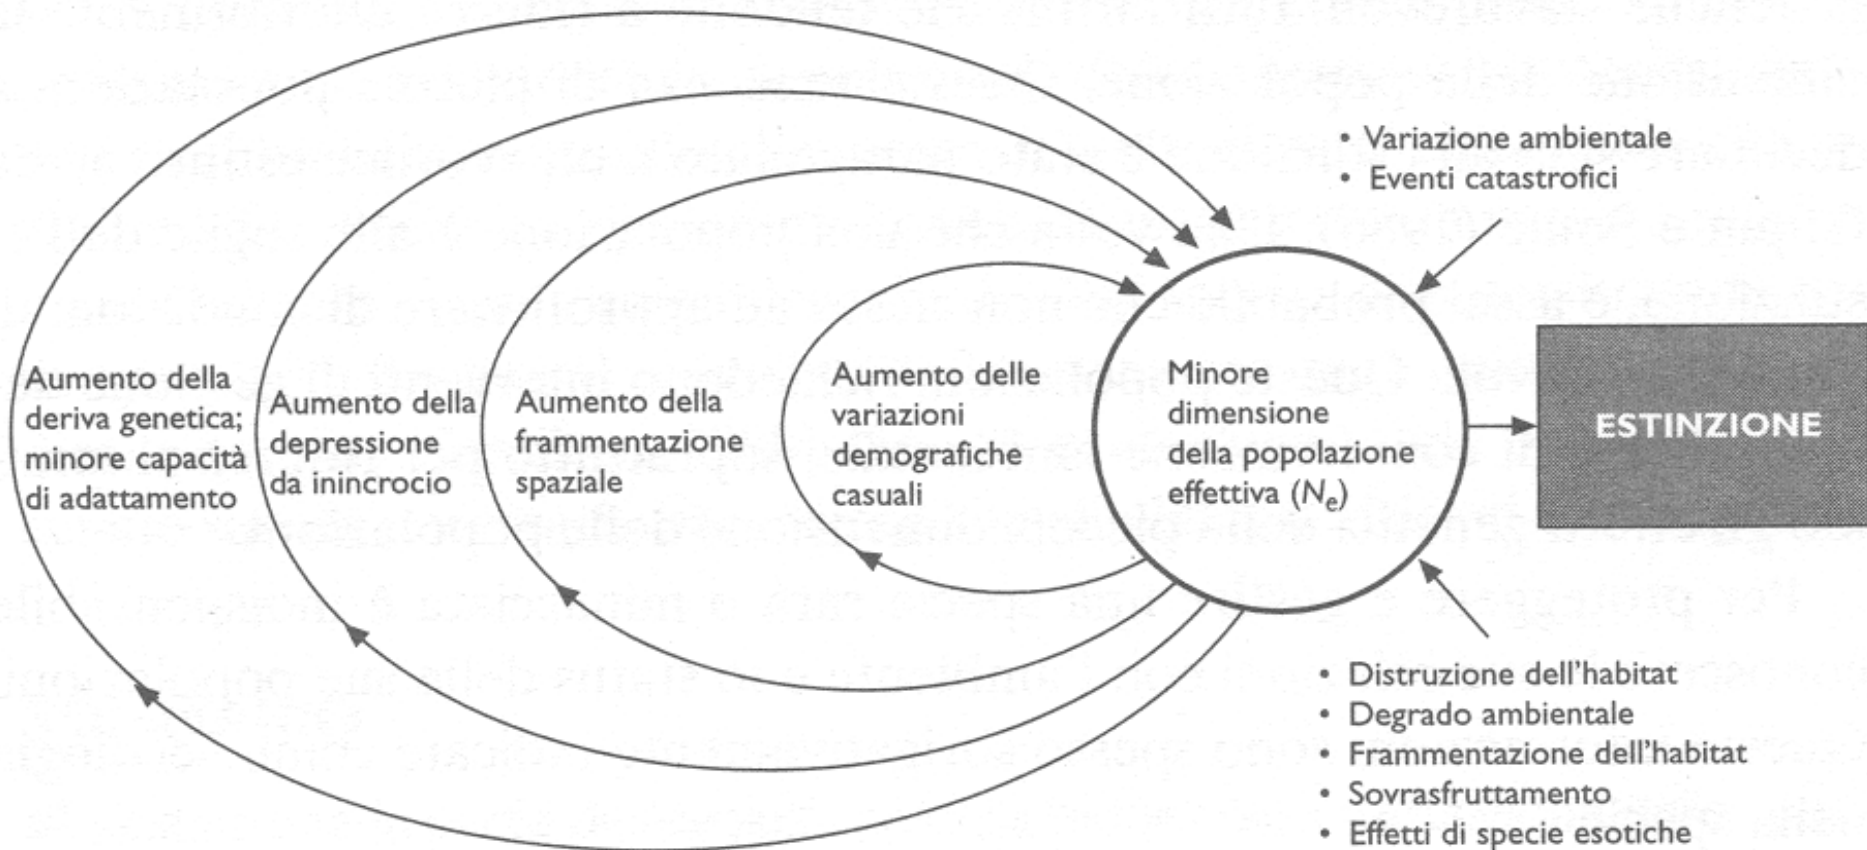 • Variazione ambientale
• Eventi catastrofici
Aumento della
deriva genetica;
minore capacità
di adattamento
Aumento della
depressione
da inincrocio
Aumento della
frammentazione
spaziale
Aumento delle
variazioni
demografiche
casuali
Minore
dimensione
della popolazione
effettiva (Ne)
ESTINZIONE
• Distruzione dell'habitat
• Degrado ambientale
• Frammentazione dell'habitat
• Sovrasfruttamento
• Effetti di specie esotiche